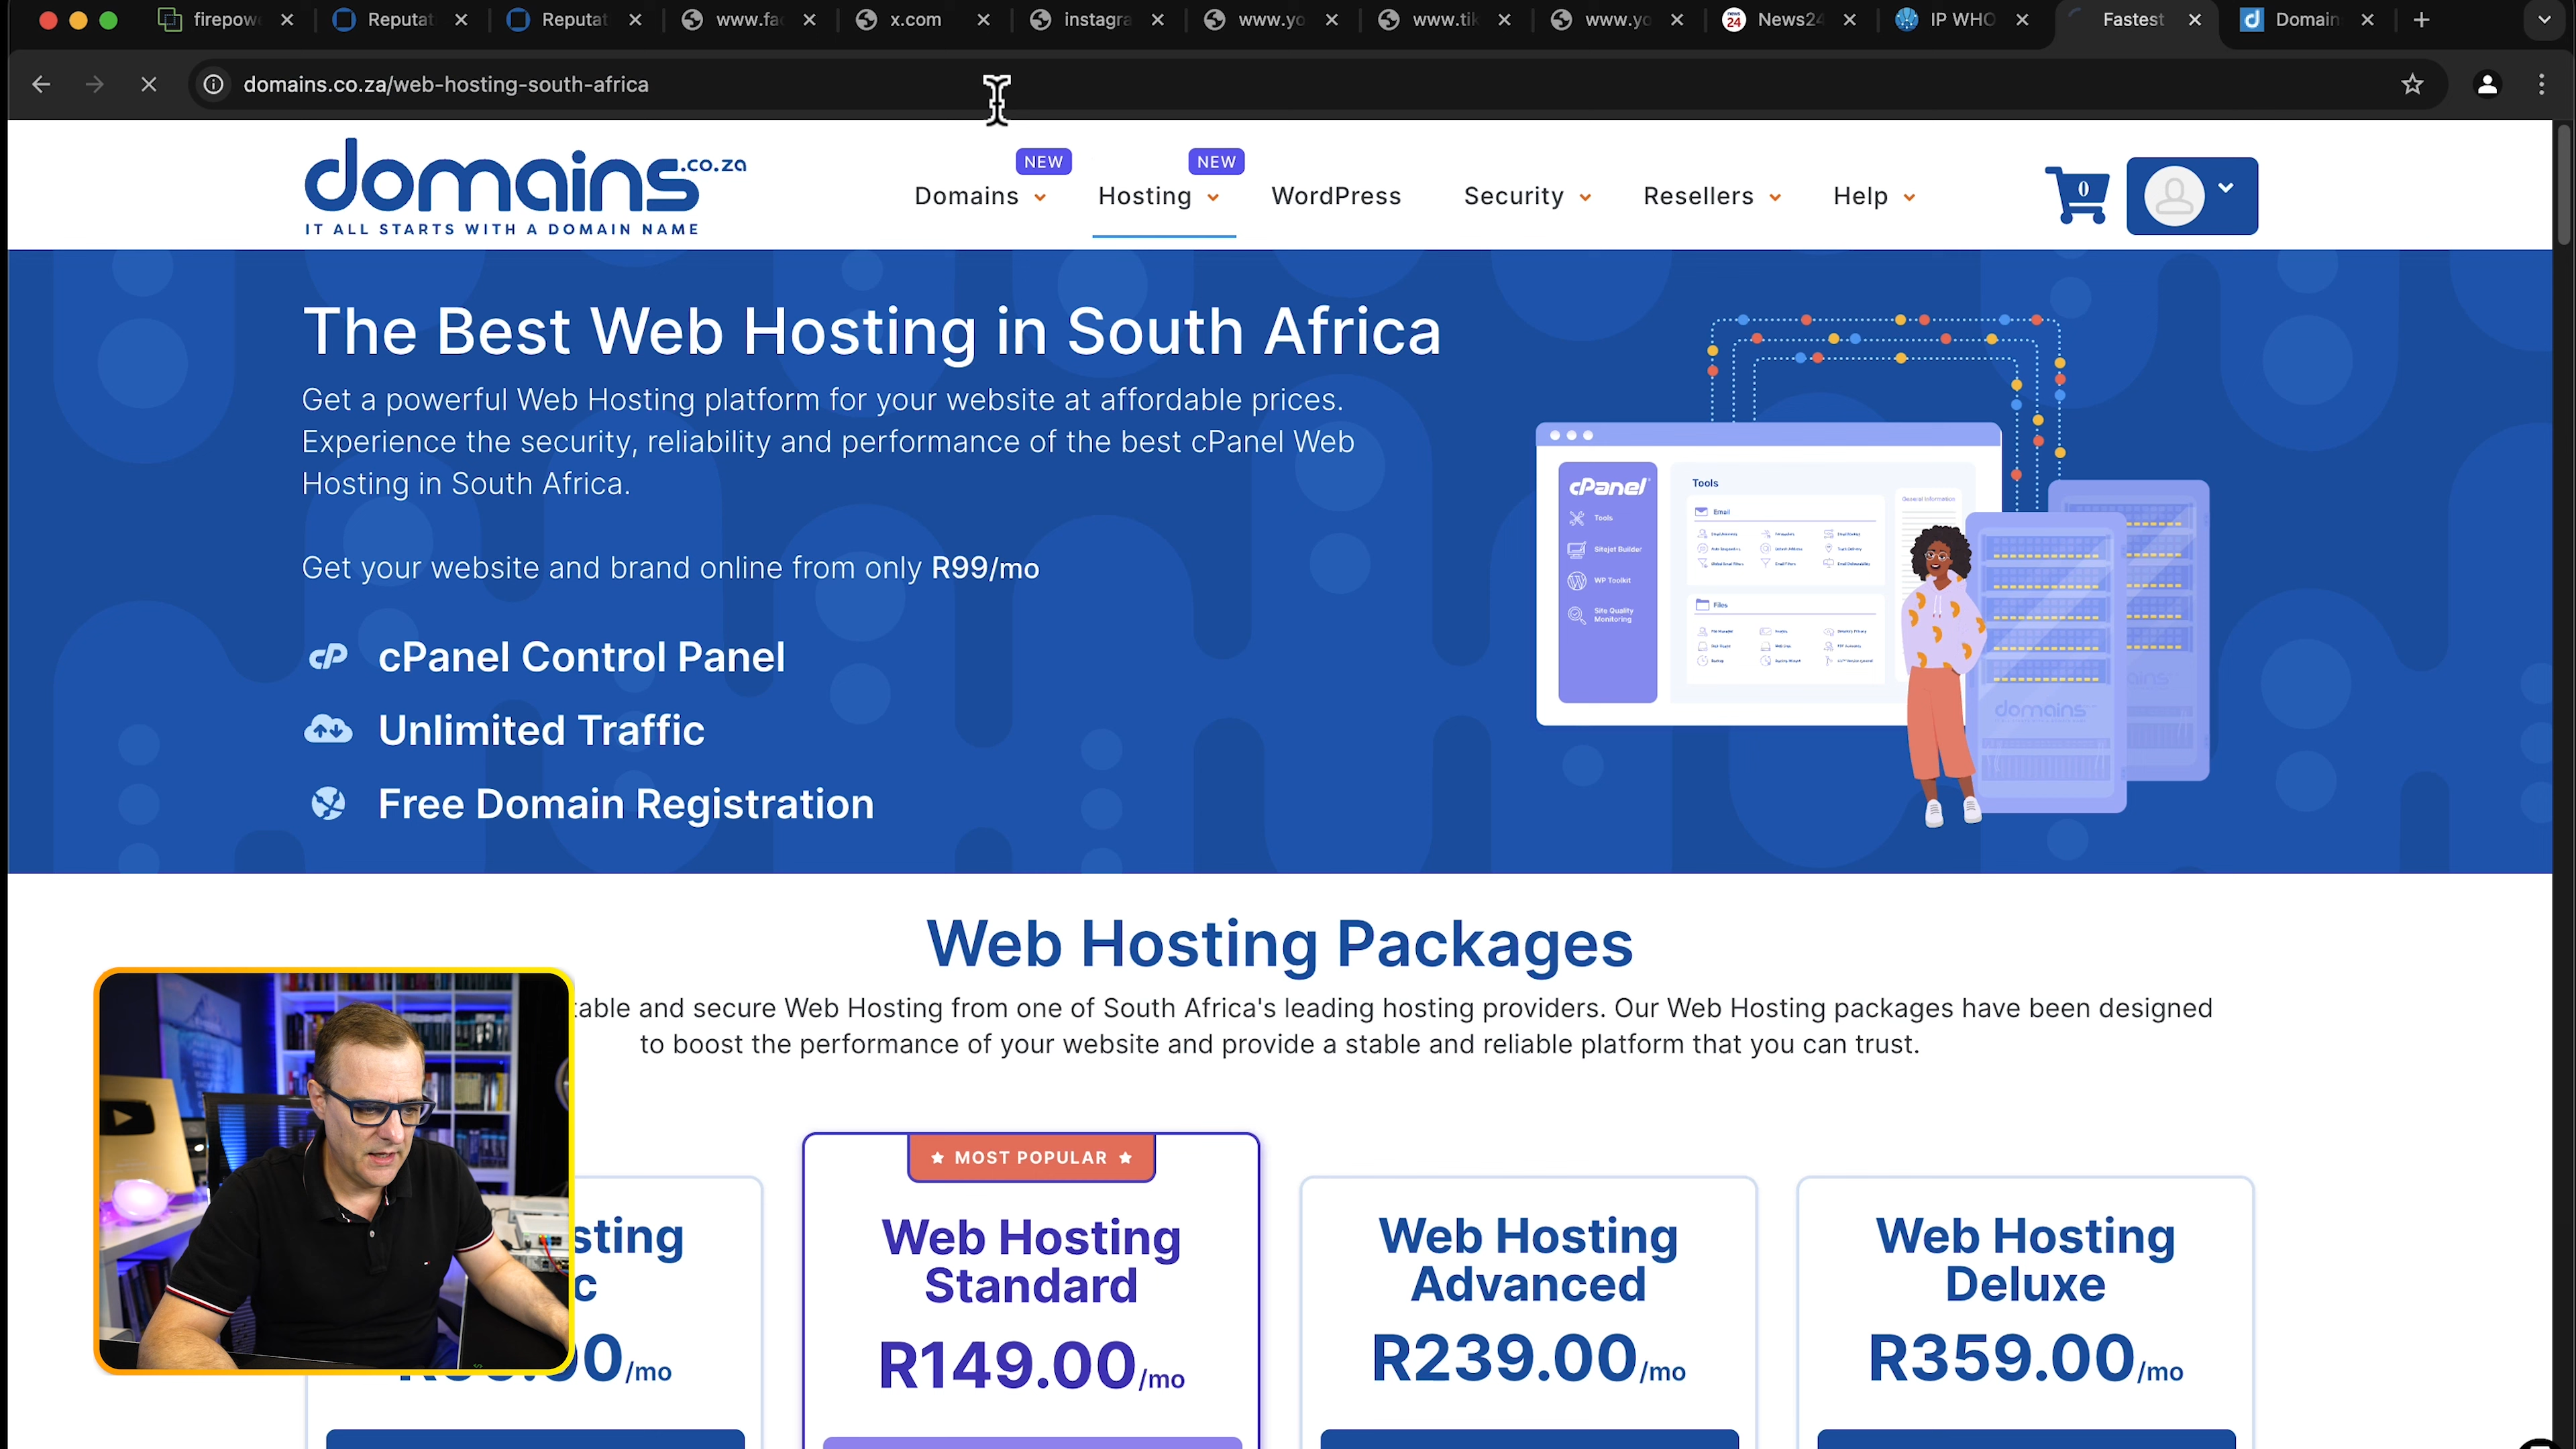 firepow
Reputat
Reputat
www.fac
x.com
instagra
www.yo
www.tik
www.yo
News24
IP WHO
Fastest
Domain
domains.co.za/web-hosting-south-africa
domains.co.za
IT ALL STARTS WITH A DOMAIN NAME
NEW
NEW
Domains
Hosting
WordPress
Security
Resellers
Help
0
The Best Web Hosting in South Africa
Get a powerful Web Hosting platform for your website at affordable prices.
Experience the security, reliability and performance of the best cPanel Web
Hosting in South Africa.
Get your website and brand online from only R99/mo
cPanel Control Panel
Unlimited Traffic
Free Domain Registration
cPanel
Tools
Sitejet Builder
WP Toolkit
Site Quality
Monitoring
Tools
Email
General Information
Files
domains
Web Hosting Packages
table and secure Web Hosting from one of South Africa's leading hosting providers. Our Web Hosting packages have been designed
to boost the performance of your website and provide a stable and reliable platform that you can trust.
MOST POPULAR
sting
c
0/mo
Web Hosting
Standard
R149.00/mo
Web Hosting
Advanced
R239.00/mo
Web Hosting
Deluxe
R359.00/mo